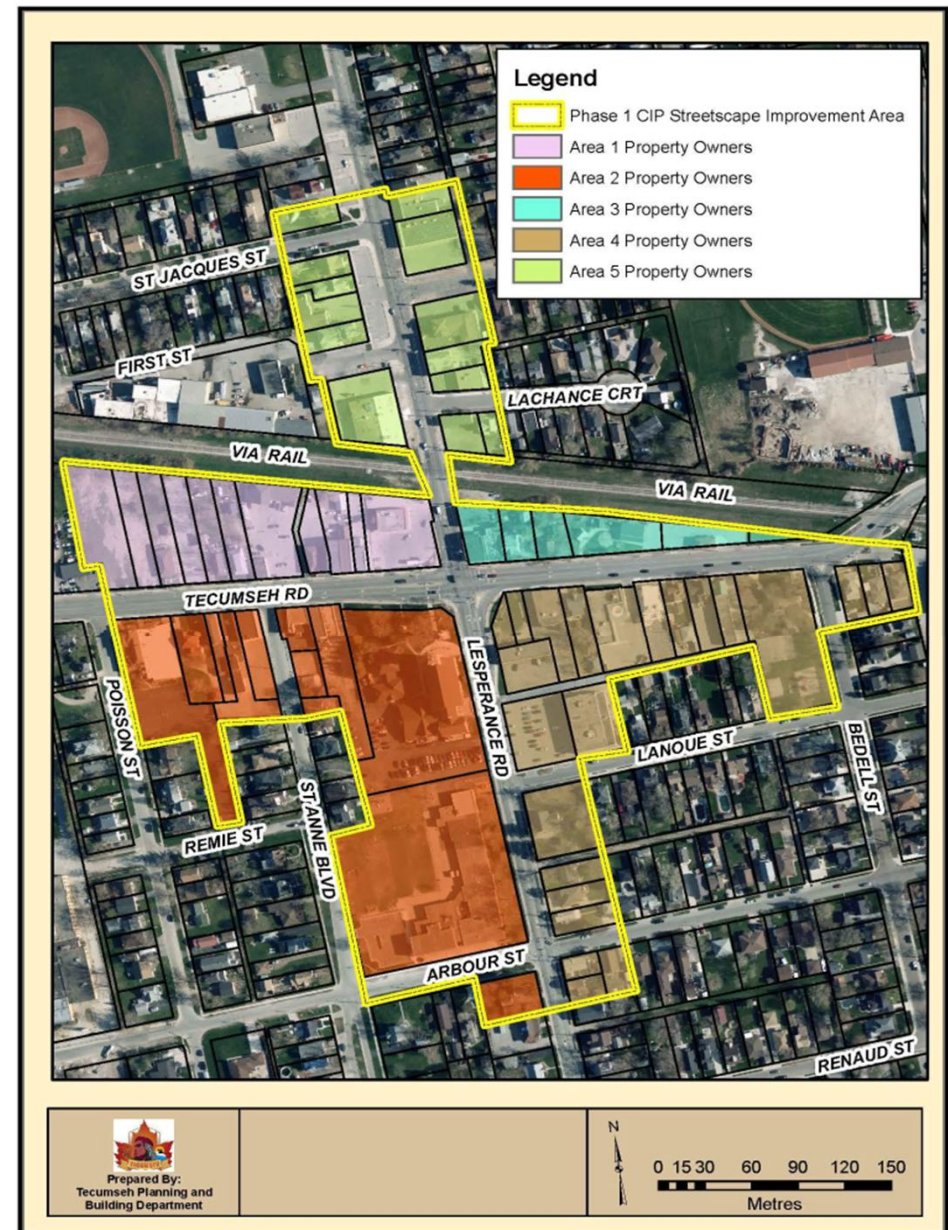 Legend
Phase 1 CIP Streetscape Improvement Area
Area 1 Property Owners
Area 2 Property Owners
Area 3 Property Owners
Area 4 Property Owners
Area 5 Property Owners
ST JACQUES ST
FIRST ST
LACHANCE CRT
VIA RAIL
VIA RAIL
TECUMSEH RD
POISSON ST
LESPERANCE RD
LANOUE ST
BEDELL ST
REMIE ST
ST ANNE BLVD
ARBOUR ST
RENAUD ST
Prepared By:
Tecumseh Planning and
Building Department
N
0 15 30 60 90 120 150
Metres